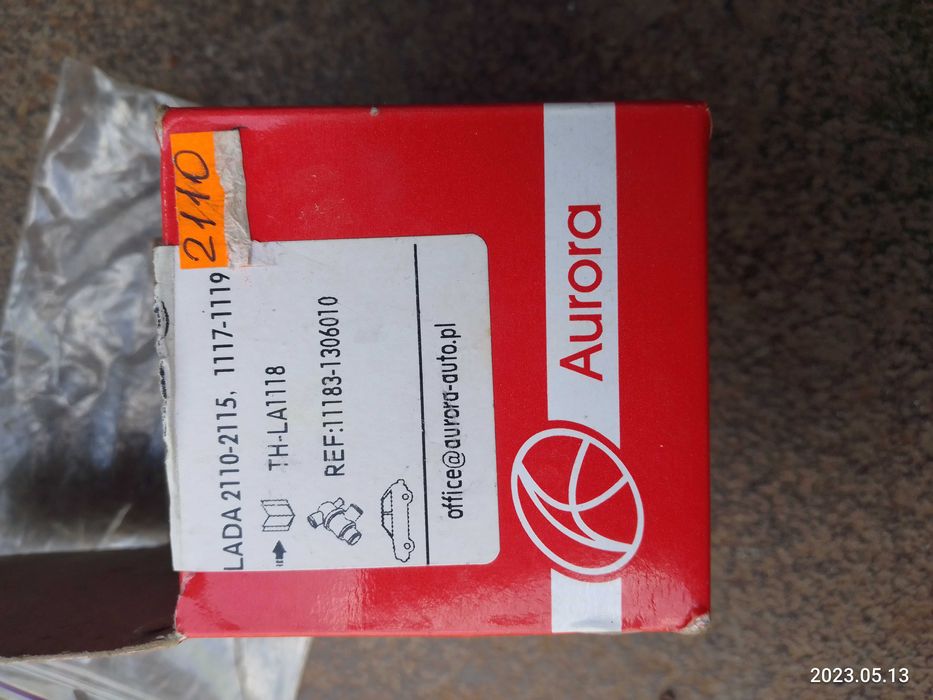 2110
LADA 2110-2115, 1117-1119
TH-LA1118
REF:11183-1306010
office@aurora-auto.pl
Aurora
2023.05.13